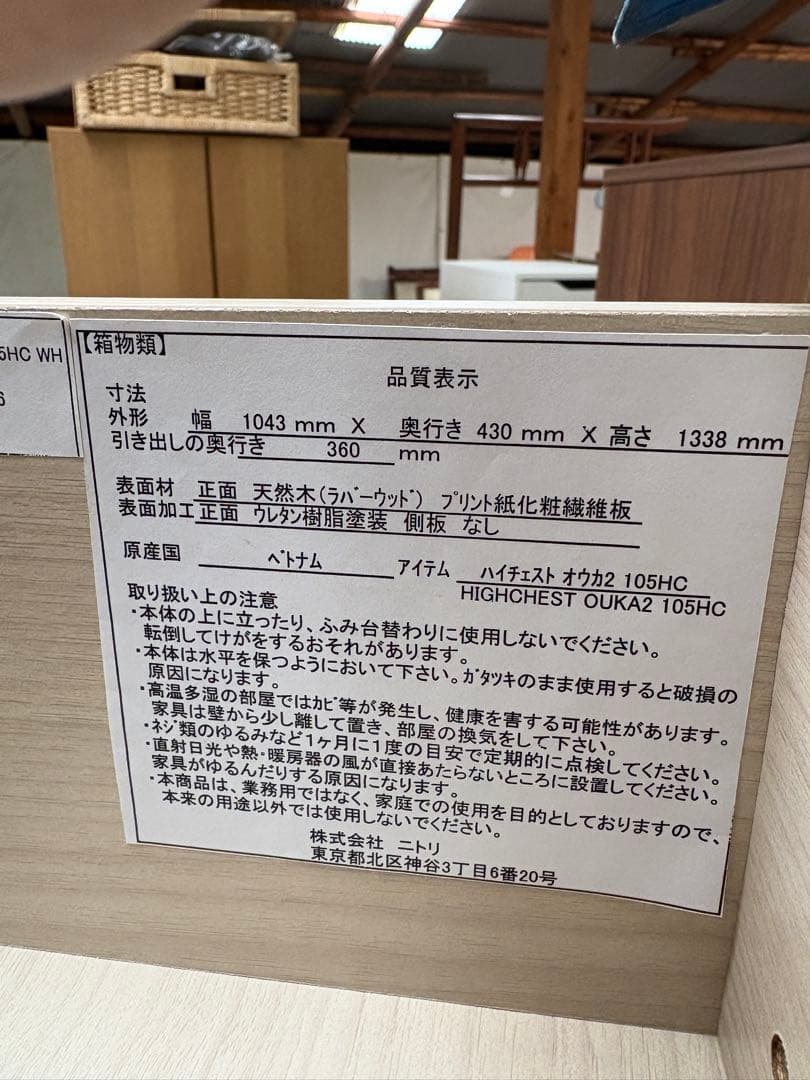 5HC WH
6
【箱物類】
品質表示
寸法
外形 幅 1043 mm X 奥行き 430 mm X 高さ 1338 mm
引き出しの奥行き 360 mm
表面材 正面 天然木(ﾗﾊﾞｰｳｯﾄﾞ) ﾌﾟﾘﾝﾄ紙化粧繊維板
表面加工 正面 ｳﾚﾀﾝ樹脂塗装 側板 なし
原産国 ﾍﾞﾄﾅﾑ アイテム ﾊｲﾁｪｽﾄ ｵｳｶ2 105HC
HIGHCHEST OUKA2 105HC
取り扱い上の注意
・本体の上に立ったり、ふみ台替わりに使用しないでください。
転倒してけがをするおそれがあります。
・本体は水平を保つようにおいて下さい。ｶﾞﾀﾂｷのまま使用すると破損の
原因になります。
・高温多湿の部屋ではｶﾋﾞ等が発生し、健康を害する可能性があります。
家具は壁から少し離して置き、部屋の換気をして下さい。
・ﾈｼﾞ類のゆるみなど1ヶ月に1度の目安で定期的に点検してください。
・直射日光や熱・暖房器の風が直接あたらないところに設置してください。
家具がゆるんだりする原因になります。
・本商品は、業務用ではなく、家庭での使用を目的としておりますので、
本来の用途以外では使用しないでください。
株式会社 ニトリ
東京都北区神谷3丁目6番20号